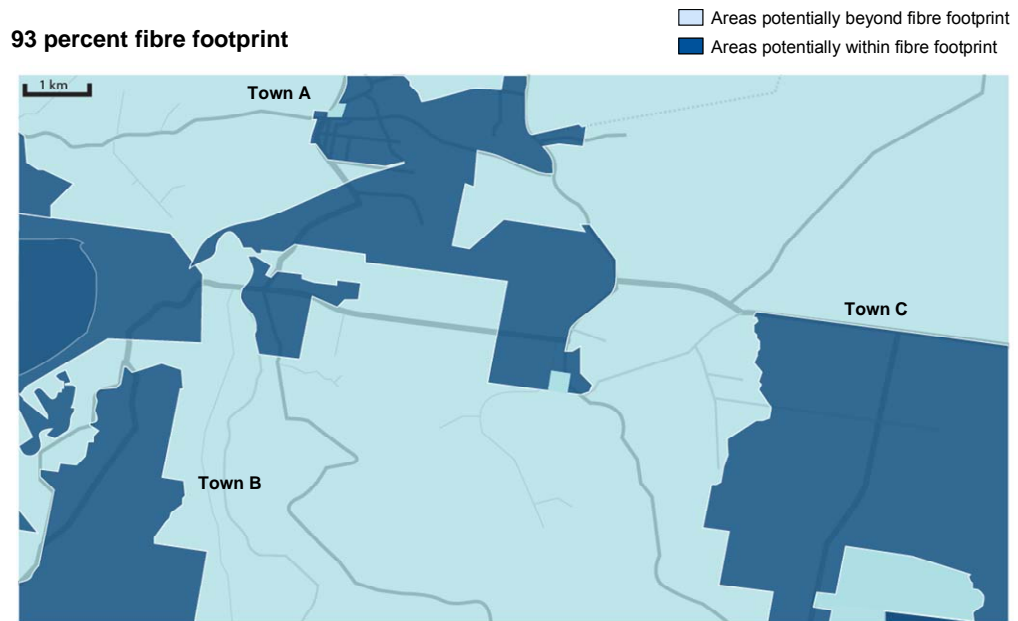 Areas potentially beyond fibre footprint
93 percent fibre footprint
Areas potentially within fibre footprint
1 km
Town A
Town C
Town B